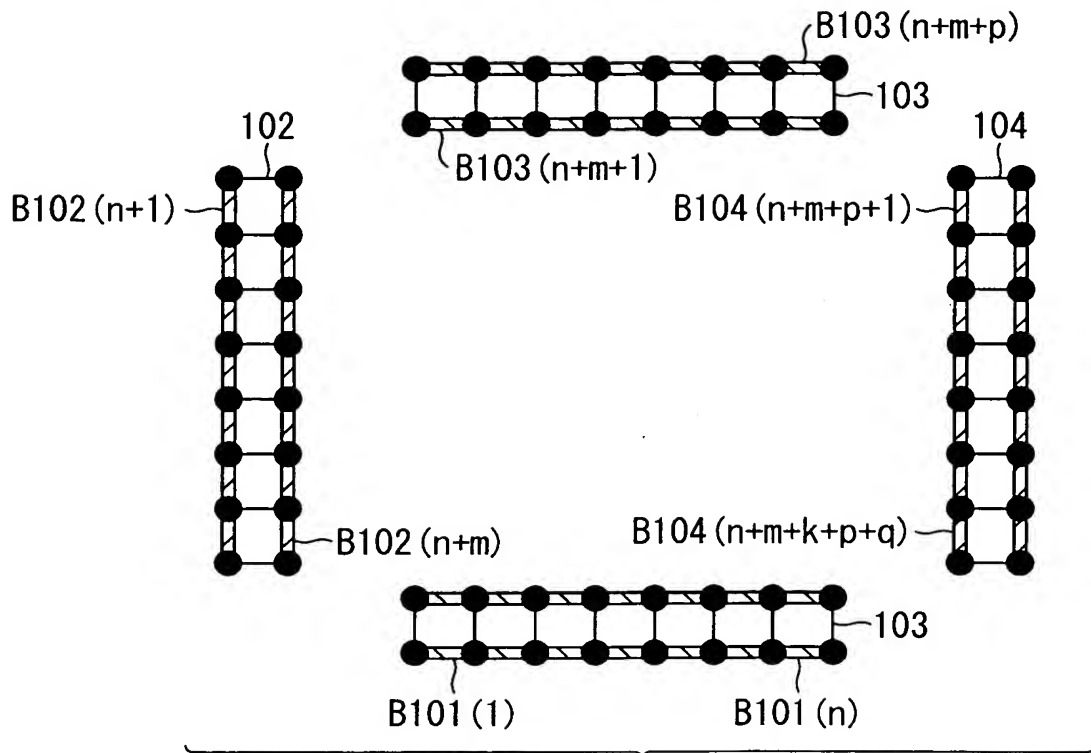 B103(n+m+p)
103
B103(n+m+1)
102
104
B102(n+1)
B104(n+m+p+1)
B102(n+m)
B104(n+m+k+p+q)
103
B101(1)
B101(n)